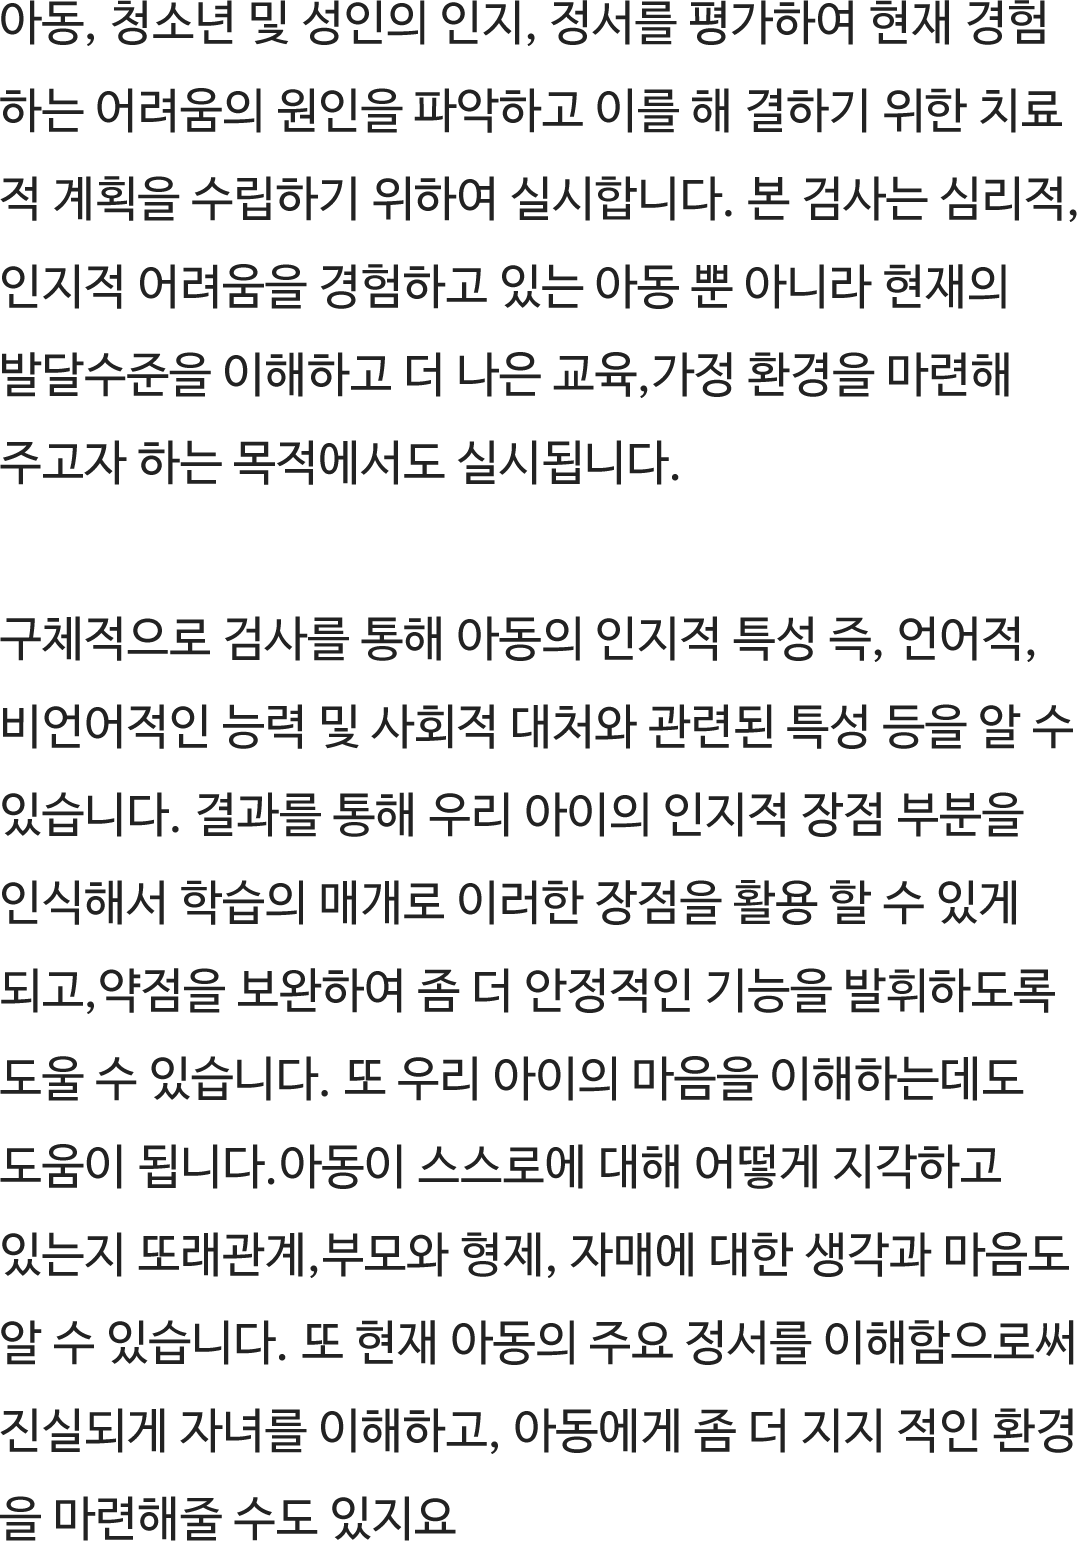 아동, 청소년 및 성인의 인지, 정서를 평가하여 현재 경험
하는 어려움의 원인을 파악하고 이를 해 결하기 위한 치료
적 계획을 수립하기 위하여 실시합니다. 본 검사는 심리적,
인지적 어려움을 경험하고 있는 아동 뿐 아니라 현재의
발달수준을 이해하고 더 나은 교육,가정 환경을 마련해
주고자 하는 목적에서도 실시됩니다.
구체적으로 검사를 통해 아동의 인지적 특성 즉, 언어적,
비언어적인 능력 및 사회적 대처와 관련된 특성 등을 알 수
있습니다. 결과를 통해 우리 아이의 인지적 장점 부분을
인식해서 학습의 매개로 이러한 장점을 활용 할 수 있게
되고,약점을 보완하여 좀 더 안정적인 기능을 발휘하도록
도울 수 있습니다. 또 우리 아이의 마음을 이해하는데도
도움이 됩니다.아동이 스스로에 대해 어떻게 지각하고
있는지 또래관계,부모와 형제, 자매에 대한 생각과 마음도
알 수 있습니다. 또 현재 아동의 주요 정서를 이해함으로써
진실되게 자녀를 이해하고, 아동에게 좀 더 지지 적인 환경
을 마련해줄 수도 있지요